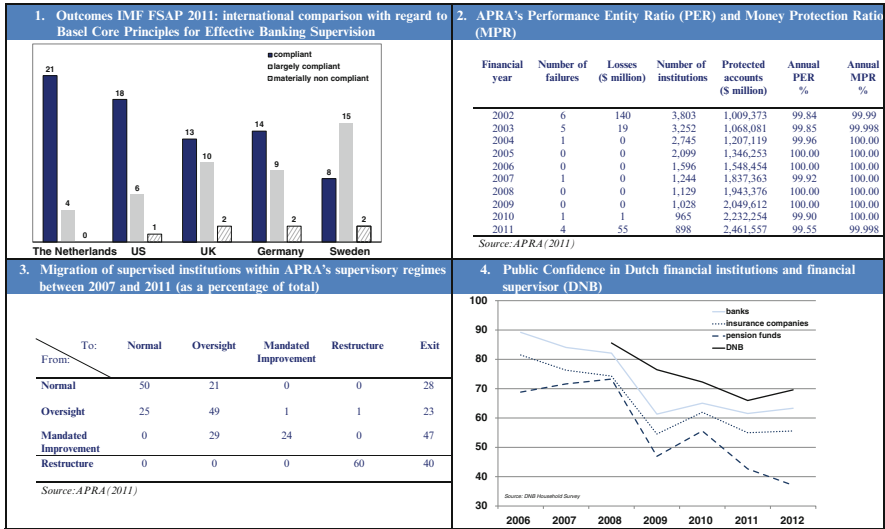 1. Outcomes IMF FSAP 2011: international comparison with regard to
Basel Core Principles for Effective Banking Supervision
compliant
largely compliant
materially non compliant
21
4
0
18
6
1
13
10
2
14
9
2
8
15
2
The Netherlands US UK Germany Sweden
2. APRA's Performance Entity Ratio (PER) and Money Protection Ratio
(MPR)
Financial Number of Losses Number of Protected Annual Annual
year failures ($ million) institutions accounts PER MPR
($ million) % %
2002 6 140 3,803 1,009,373 99.84 99.99
2003 5 19 3,252 1,068,081 99.85 99.998
2004 1 0 2,745 1,207,119 99.96 100.00
2005 0 0 2,099 1,346,253 100.00 100.00
2006 0 0 1,596 1,548,454 100.00 100.00
2007 1 0 1,244 1,837,363 99.92 100.00
2008 0 0 1,129 1,943,376 100.00 100.00
2009 0 0 1,028 2,049,612 100.00 100.00
2010 1 1 965 2,232,254 99.90 100.00
2011 4 55 898 2,461,557 99.55 99.998
Source: APRA (2011)
3. Migration of supervised institutions within APRA's supervisory regimes
between 2007 and 2011 (as a percentage of total)
To: Normal Oversight Mandated Restructure Exit
From: Improvement
Normal 50 21 0 0 28
Oversight 25 49 1 1 23
Mandated 0 29 24 0 47
Improvement
Restructure 0 0 0 60 40
Source: APRA (2011)
4. Public Confidence in Dutch financial institutions and financial
supervisor (DNB)
100
90
80
70
60
50
40
30
banks
insurance companies
pension funds
DNB
Source: DNB Household Survey
2006 2007 2008 2009 2010 2011 2012